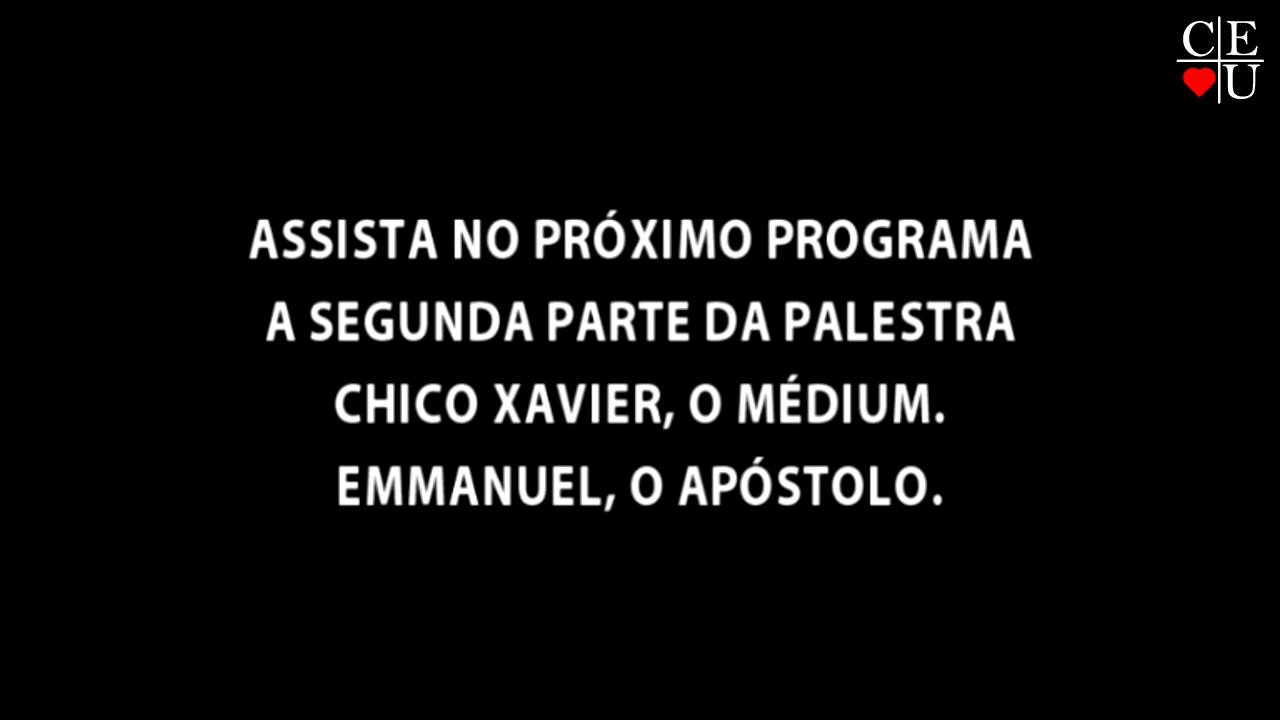 CE
U
ASSISTA NO PRÓXIMO PROGRAMA
A SEGUNDA PARTE DA PALESTRA
CHICO XAVIER, O MÉDIUM.
EMMANUEL, O APÓSTOLO.